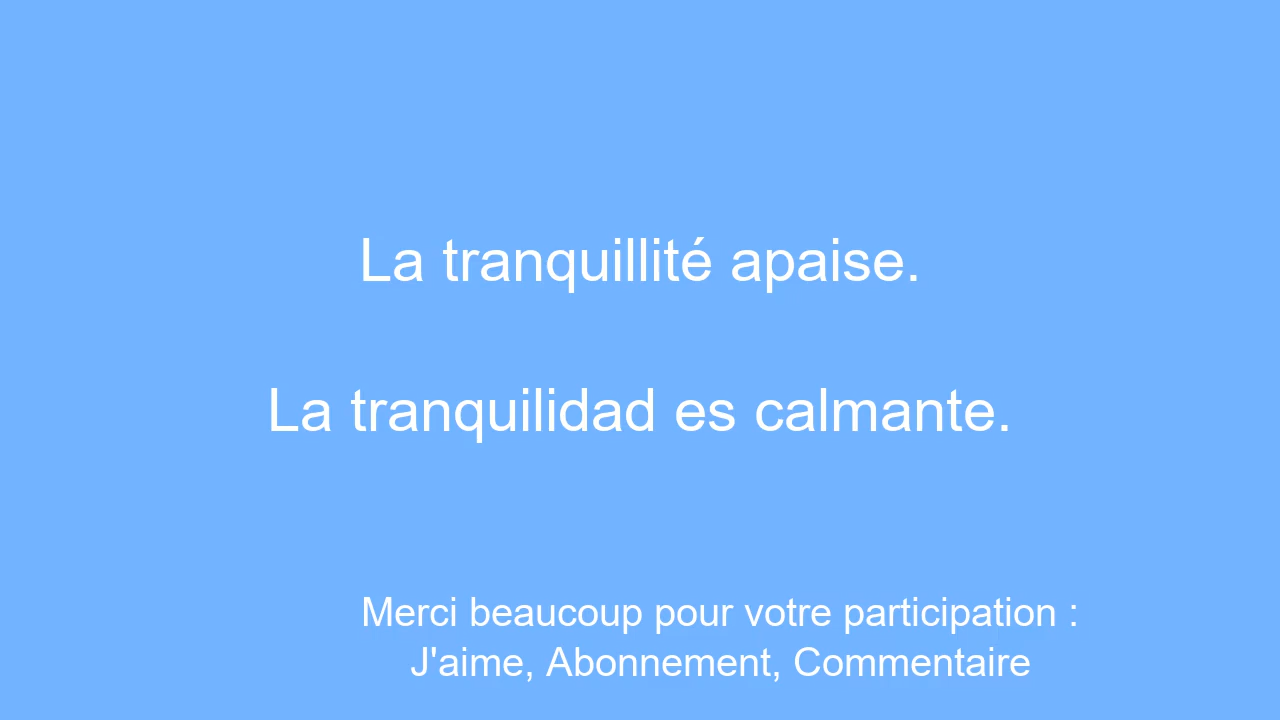 La tranquillité apaise.
La tranquilidad es calmante.
Merci beaucoup pour votre participation :
J'aime, Abonnement, Commentaire